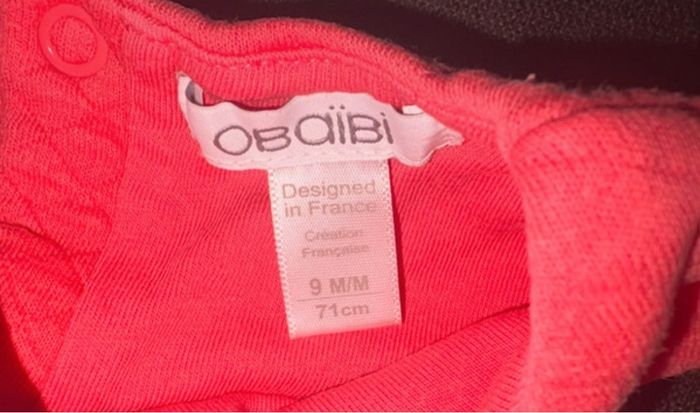 OBaïBi
Designed
in France
Création
Française
9 M/M
71cm